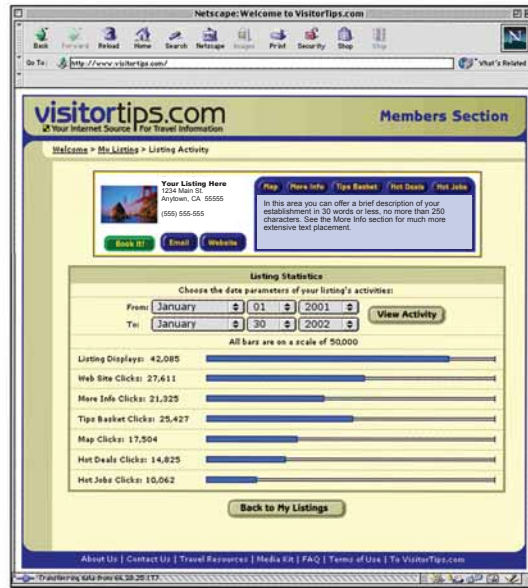 Netscape: Welcome to VisitorTips.com
Back Forward Reload Home Search Netscape Images Print Security Shop Stop
Go To: http://www.visitortips.com/ What's Related
visitortips.com
Your Internet Source For Travel Information
Members Section
Welcome > My Listing > Listing Activity
Your Listing Here
1234 Main St.
Anytown, CA 55555
(555) 555-555
Book It! Email Website
Map More Info Tips Basket Hot Deals Hot Jobs
In this area you can offer a brief description of your
establishment in 30 words or less, no more than 250
characters. See the More Info section for much more
extensive text placement.
Listing Statistics
Choose the date parameters of your listing's activities:
From: January 01 2001
To: January 30 2002
View Activity
All bars are on a scale of 50,000
Listing Displays: 42,085
Web Site Clicks: 27,611
More Info Clicks: 21,325
Tips Basket Clicks: 25,427
Map Clicks: 17,504
Hot Deals Clicks: 14,825
Hot Jobs Clicks: 10,062
Back to My Listings
About Us | Contact Us | Travel Resources | Media Kit | FAQ | Terms of Use | To VisitorTips.com
Transferring data from 64.28.25.177